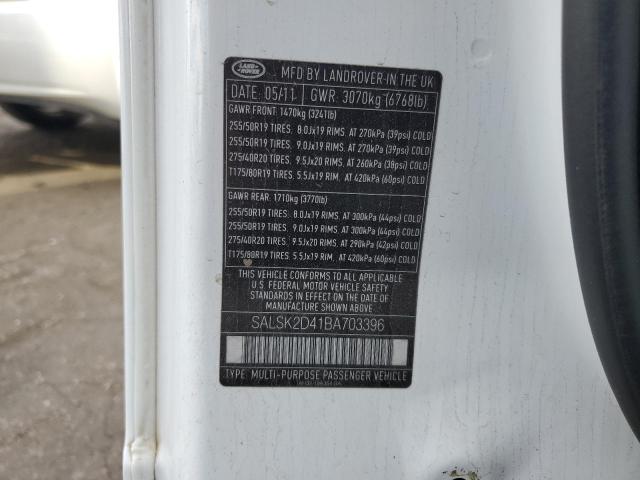 LAND ROVER
MFD BY LANDROVER-IN THE UK
DATE: 05/11 GWR: 3070kg (6768lb)
GAWR FRONT: 1470kg (3241lb)
255/50R19 TIRES. 8.0Jx19 RIMS. AT 270kPa (39psi) COLD
255/50R19 TIRES. 9.0Jx19 RIMS. AT 270kPa (39psi) COLD
275/40R20 TIRES. 9.5Jx20 RIMS. AT 260kPa (38psi) COLD
T175/80R19 TIRES. 5.5Jx19 RIM. AT 420kPa (60psi) COLD
GAWR REAR: 1710kg (3770lb)
255/50R19 TIRES. 8.0Jx19 RIMS. AT 300kPa (44psi) COLD
255/50R19 TIRES. 9.0Jx19 RIMS. AT 300kPa (44psi) COLD
275/40R20 TIRES. 9.5Jx20 RIMS. AT 290kPa (42psi) COLD
T175/80R19 TIRES. 5.5Jx19 RIM. AT 420kPa (60psi) COLD
THIS VEHICLE CONFORMS TO ALL APPLICABLE
U.S. FEDERAL MOTOR VEHICLE SAFETY
STANDARDS IN EFFECT ON THE DATE OF
MANUFACTURE SHOWN ABOVE
SALSK2D41BA703396
TYPE: MULTI-PURPOSE PASSENGER VEHICLE